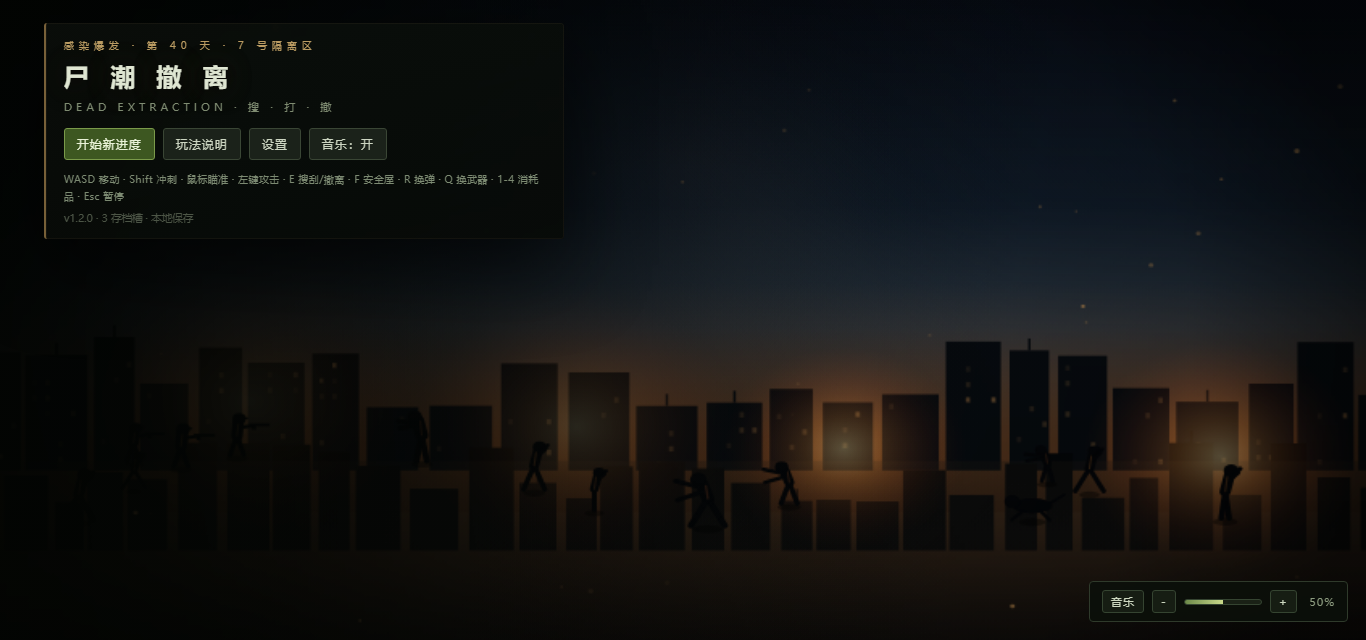 感染爆发 · 第 40 天 · 7 号隔离区
尸潮撤离
DEAD EXTRACTION · 搜 · 打 · 撤
开始新进度 玩法说明 设置 音乐: 开
WASD 移动 · Shift 冲刺 · 鼠标瞄准 · 左键攻击 · E 搜刮/撤离 · F 安全屋 · R 换弹 · Q 换武器 · 1-4 消耗
品 · Esc 暂停
v1.2.0 · 3 存档槽 · 本地保存
音乐 - + 50%